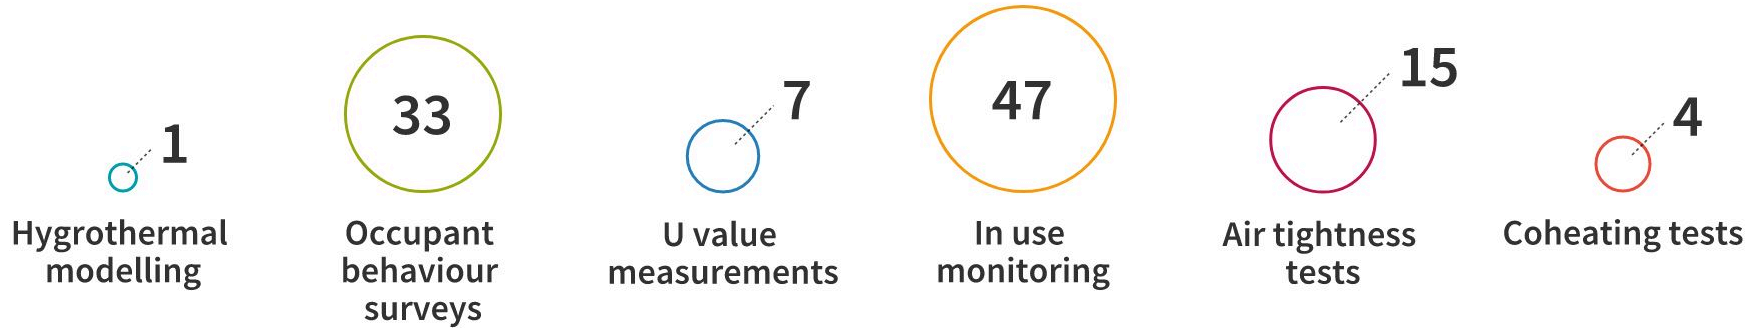 1
Hygrothermal
modelling
33
Occupant
behaviour
surveys
7
U value
measurements
47
In use
monitoring
15
Air tightness
tests
4
Coheating tests